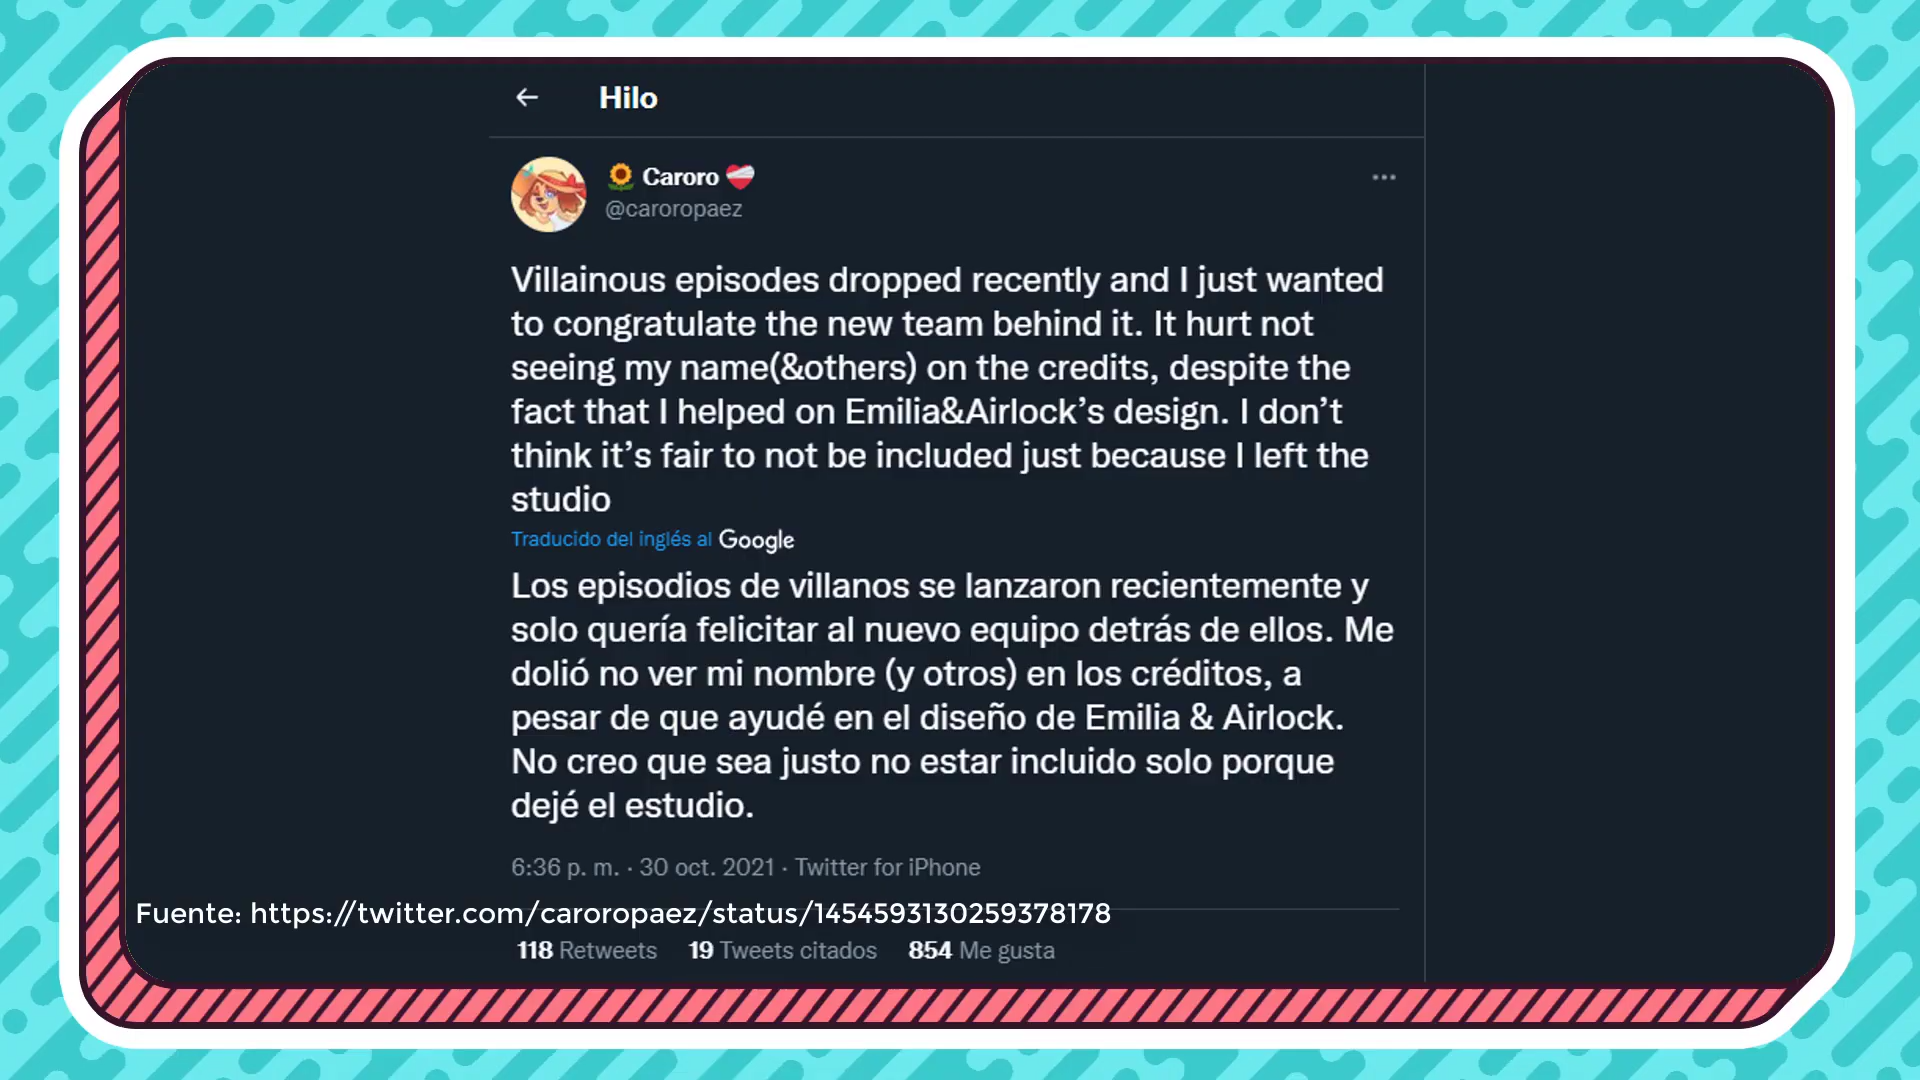 Hilo
🌻 Caroro ❤️‍🩹
@caroropaez
Villainous episodes dropped recently and I just wanted
to congratulate the new team behind it. It hurt not
seeing my name(&others) on the credits, despite the
fact that I helped on Emilia&Airlock’s design. I don’t
think it’s fair to not be included just because I left the
studio
Traducido del inglés al Google
Los episodios de villanos se lanzaron recientemente y
solo quería felicitar al nuevo equipo detrás de ellos. Me
dolió no ver mi nombre (y otros) en los créditos, a
pesar de que ayudé en el diseño de Emilia & Airlock.
No creo que sea justo no estar incluido solo porque
dejé el estudio.
6:36 p. m. · 30 oct. 2021 · Twitter for iPhone
Fuente: https://twitter.com/caroropaez/status/1454593130259378178
118 Retweets 19 Tweets citados 854 Me gusta